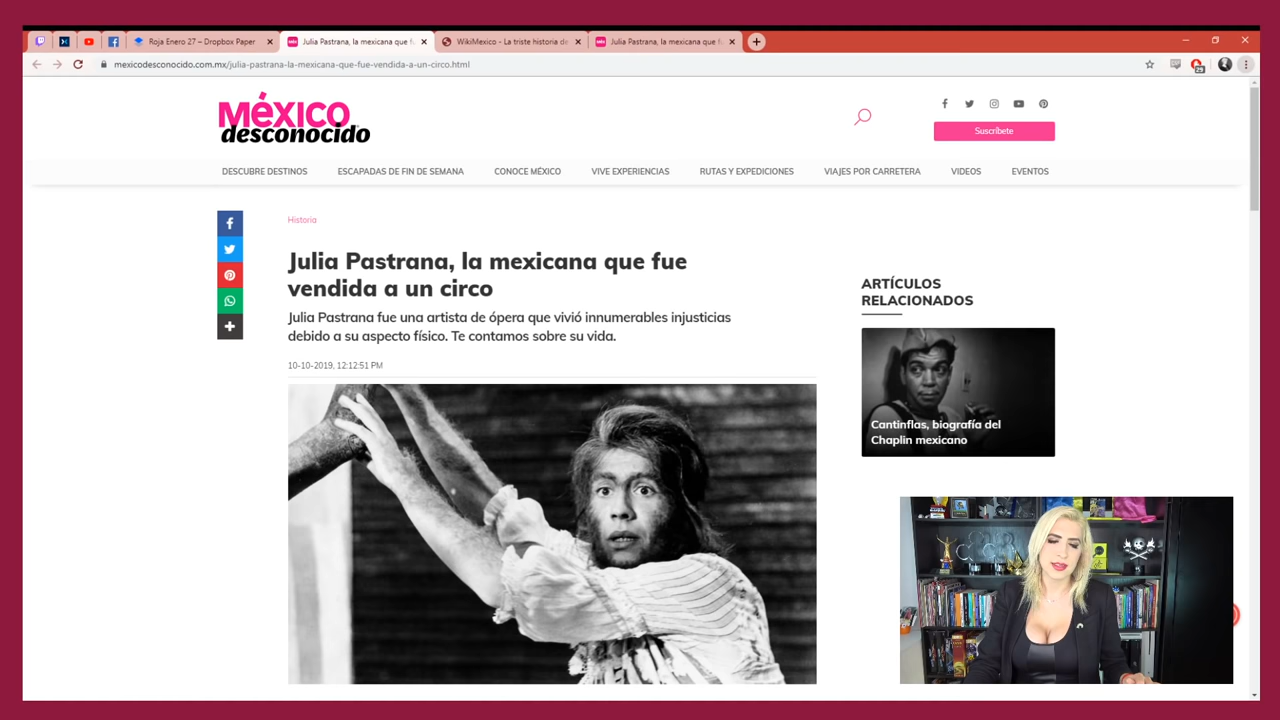 Roja Enero 27 – Dropbox Paper
Julia Pastrana, la mexicana que fu
WikiMexico - La triste historia de
Julia Pastrana, la mexicana que fu
mexicodesconocido.com.mx/julia-pastrana-la-mexicana-que-fue-vendida-a-un-circo.html
México
desconocido
Suscríbete
DESCUBRE DESTINOS
ESCAPADAS DE FIN DE SEMANA
CONOCE MÉXICO
VIVE EXPERIENCIAS
RUTAS Y EXPEDICIONES
VIAJES POR CARRETERA
VIDEOS
EVENTOS
Historia
Julia Pastrana, la mexicana que fue
vendida a un circo
Julia Pastrana fue una artista de ópera que vivió innumerables injusticias
debido a su aspecto físico. Te contamos sobre su vida.
10-10-2019, 12:12:51 PM
ARTÍCULOS
RELACIONADOS
Cantinflas, biografía del
Chaplin mexicano